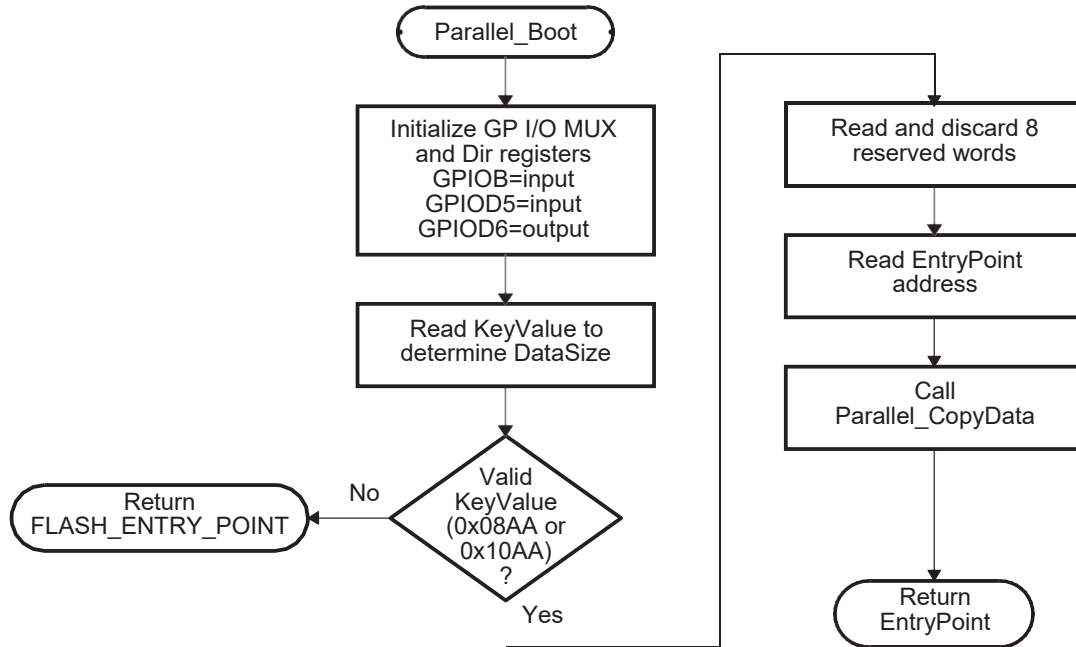 Parallel_Boot
Initialize GP I/O MUX
and Dir registers
GPIOB=input
GPIOD5=input
GPIOD6=output
Read KeyValue to
determine DataSize
Valid
KeyValue
(0x08AA or
0x10AA)
?
No
Return
FLASH_ENTRY_POINT
Yes
Read and discard 8
reserved words
Read EntryPoint
address
Call
Parallel_CopyData
Return
EntryPoint